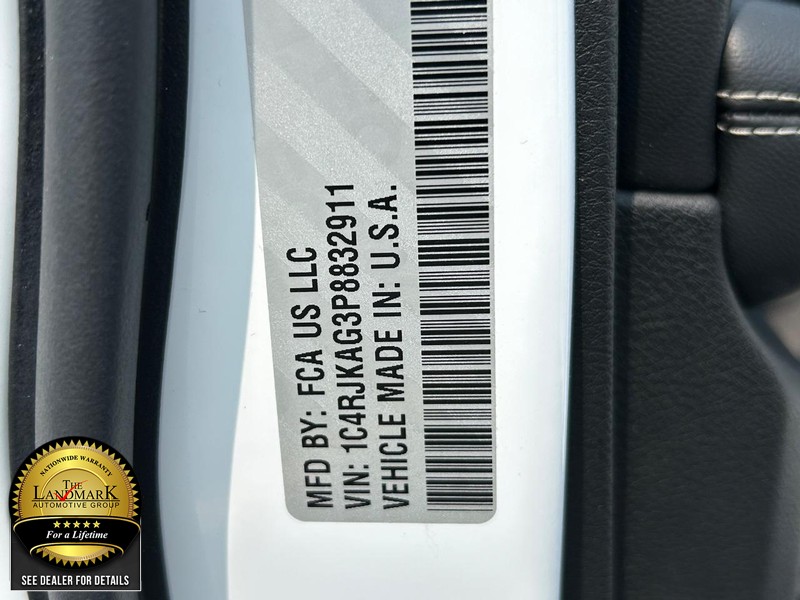 MFD BY: FCA US LLC
VIN: 1C4RJKAG3P8832911
VEHICLE MADE IN: U.S.A.
NATIONWIDE WARRANTY
THE
LANDMARK
AUTOMOTIVE GROUP
For a Lifetime
SEE DEALER FOR DETAILS